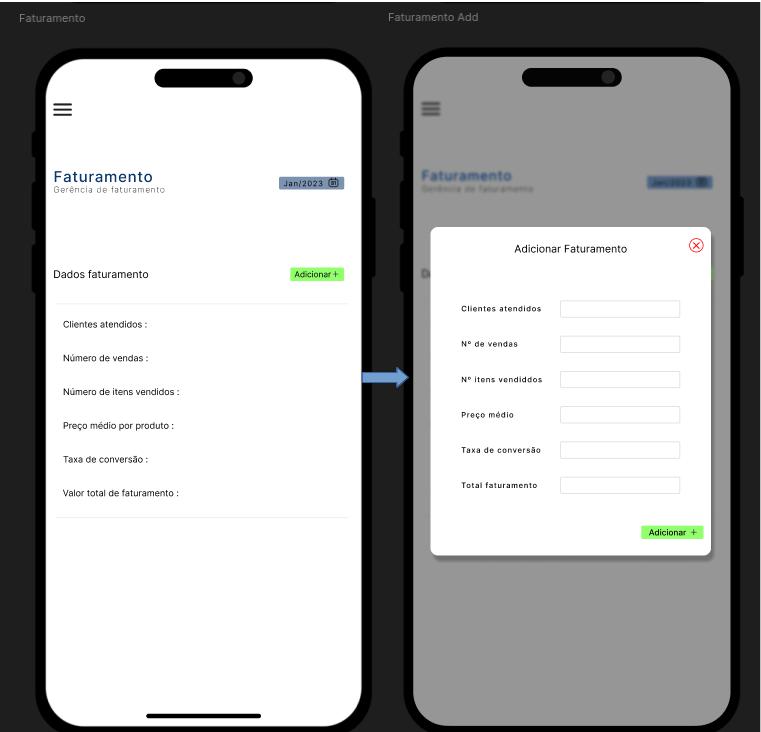 Faturamento
Faturamento
Gerência de faturamento
Jan/2023
Dados faturamento
Adicionar +
Clientes atendidos :
Número de vendas :
Número de itens vendidos :
Preço médio por produto :
Taxa de conversão :
Valor total de faturamento :
Faturamento Add
Faturamento
Gerência de faturamento
Jan/2023
D
Adicionar Faturamento
Clientes atendidos
Nº de vendas
Nº itens vendiddos
Preço médio
Taxa de conversão
Total faturamento
Adicionar +